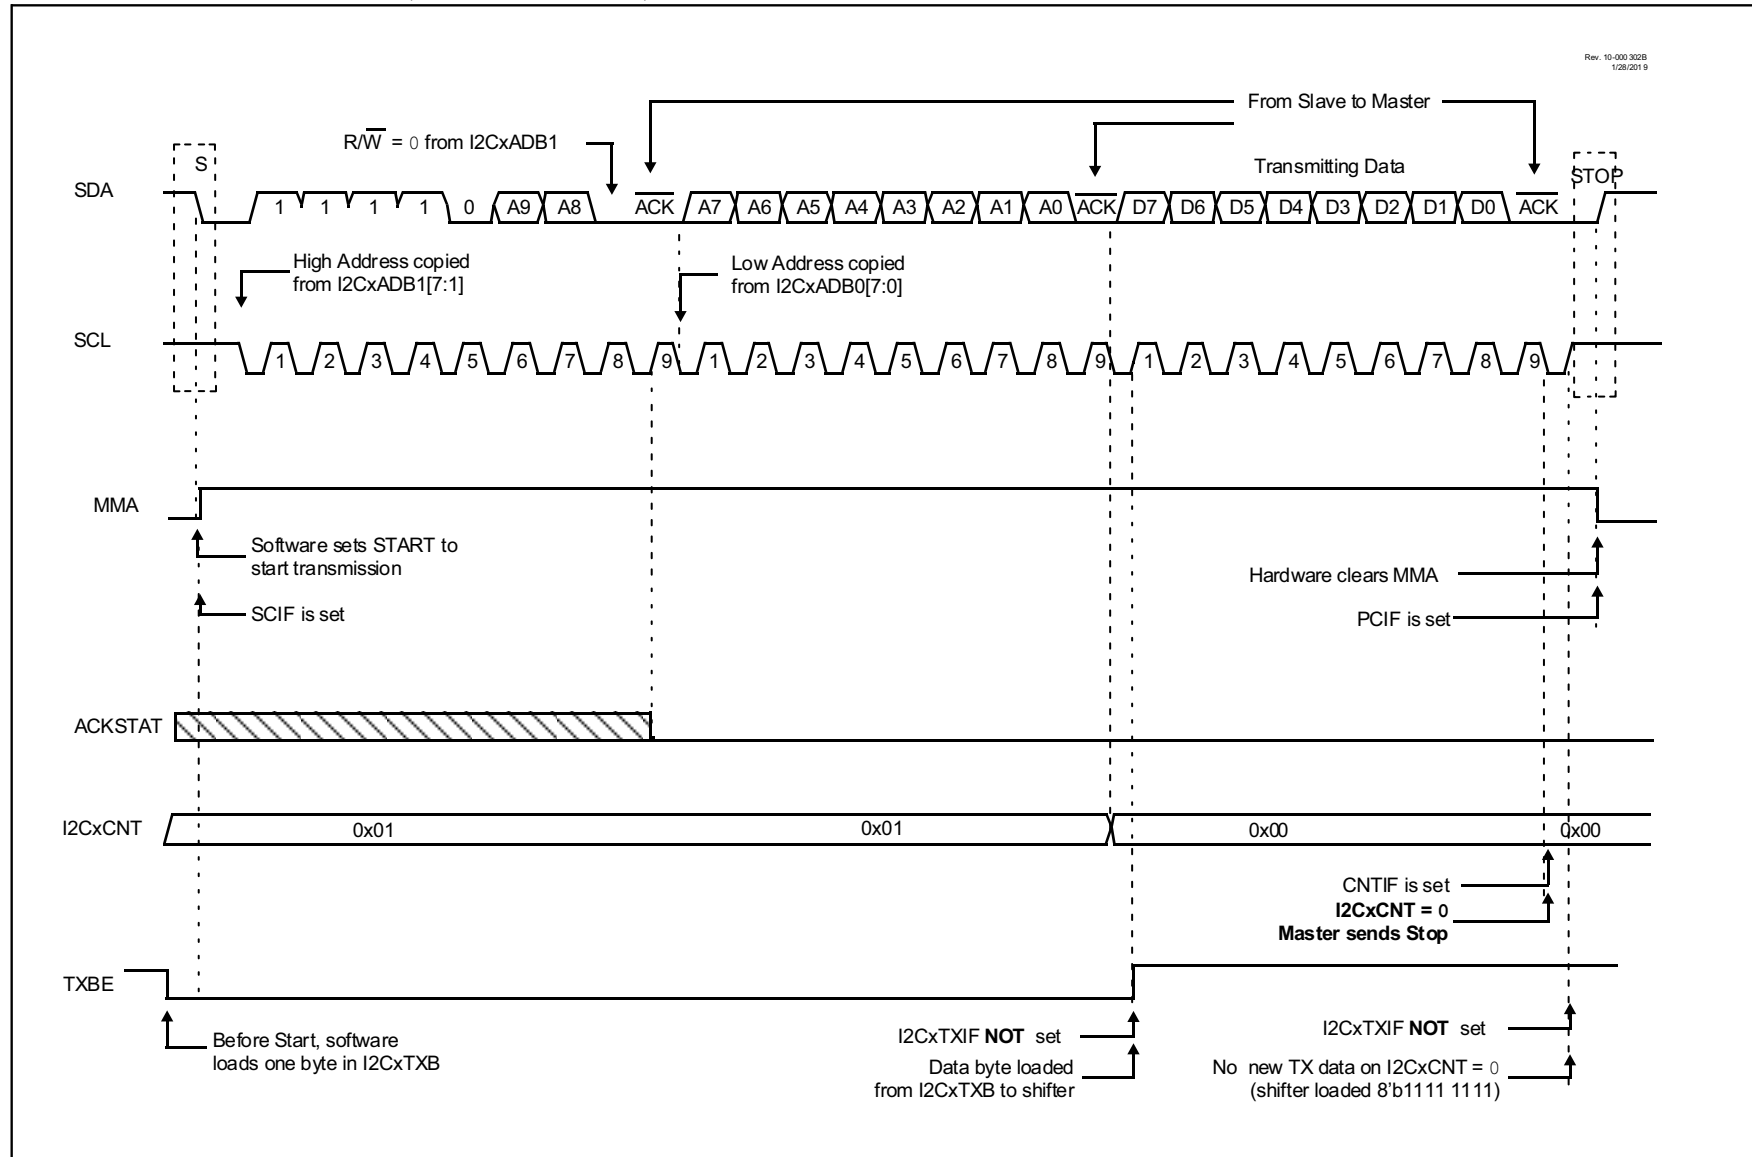 Rev. 10-000302B
1/28/2019
From Slave to Master
R/W = 0 from I2CxADB1
S
Transmitting Data
STOP
SDA
1 1 1 1 0 A9 A8 ACK A7 A6 A5 A4 A3 A2 A1 A0 ACK D7 D6 D5 D4 D3 D2 D1 D0 ACK
High Address copied
from I2CxADB1[7:1]
Low Address copied
from I2CxADB0[7:0]
SCL
1 2 3 4 5 6 7 8 9 1 2 3 4 5 6 7 8 9 1 2 3 4 5 6 7 8 9
MMA
Software sets START to
start transmission
SCIF is set
Hardware clears MMA
PCIF is set
ACKSTAT
I2CxCNT
0x01 0x01 0x00 0x00
CNTIF is set
I2CxCNT = 0
Master sends Stop
TXBE
Before Start, software
loads one byte in I2CxTXB
I2CxTXIF NOT set
Data byte loaded
from I2CxTXB to shifter
I2CxTXIF NOT set
No new TX data on I2CxCNT = 0
(shifter loaded 8'b1111 1111)